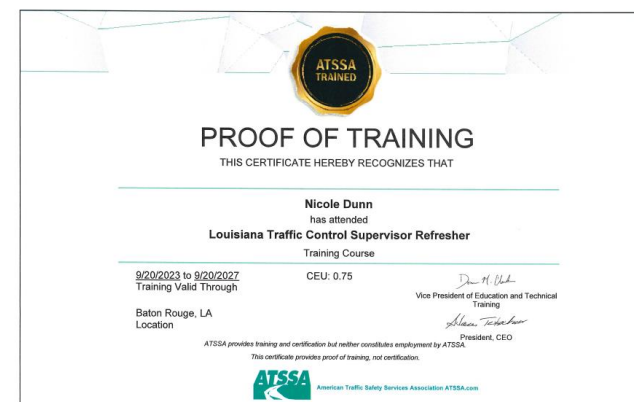 ATSSA
TRAINED
PROOF OF TRAINING
THIS CERTIFICATE HEREBY RECOGNIZES THAT
Nicole Dunn
has attended
Louisiana Traffic Control Supervisor Refresher
Training Course
9/20/2023 to 9/20/2027
Training Valid Through
CEU: 0.75
Vice President of Education and Technical
Training
Baton Rouge, LA
Location
President, CEO
ATSSA provides training and certification but neither constitutes employment by ATSSA.
This certificate provides proof of training, not certification.
ATSSA
American Traffic Safety Services Association ATSSA.com